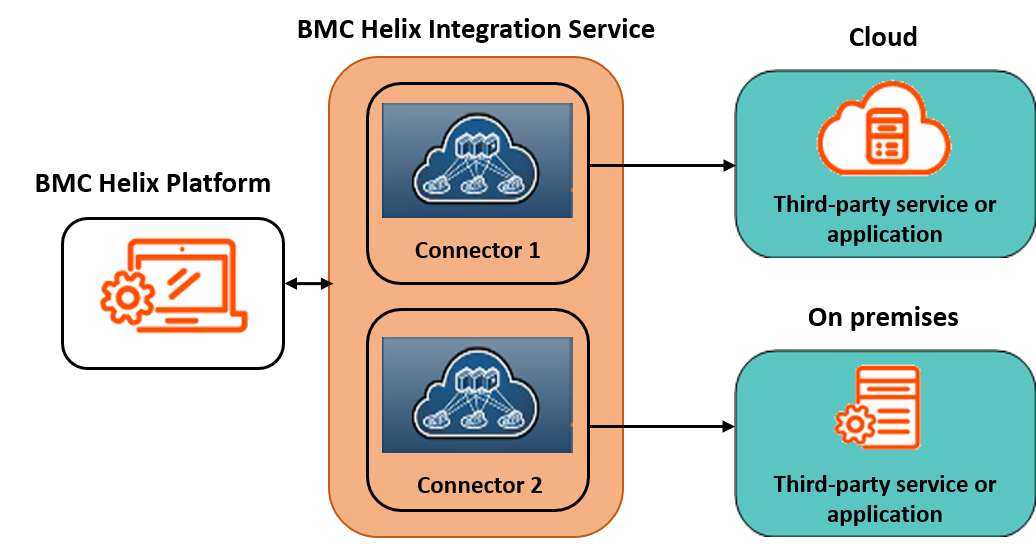 BMC Helix Integration Service
Cloud
BMC Helix Platform
Connector 1
Third-party service or
application
On premises
Connector 2
Third-party service or
application